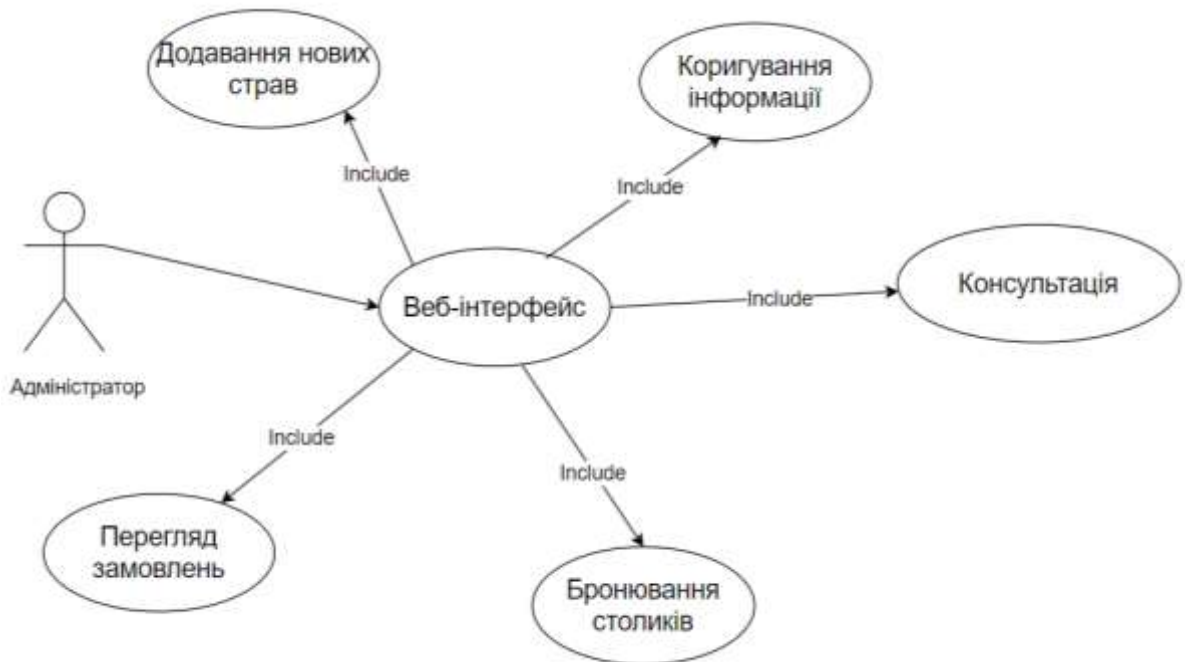 Додавання нових
страв
Коригування
інформації
Include
Include
Консультація
Веб-інтерфейс
Include
Адміністратор
Include
Include
Перегляд
замовлень
Бронювання
столиків